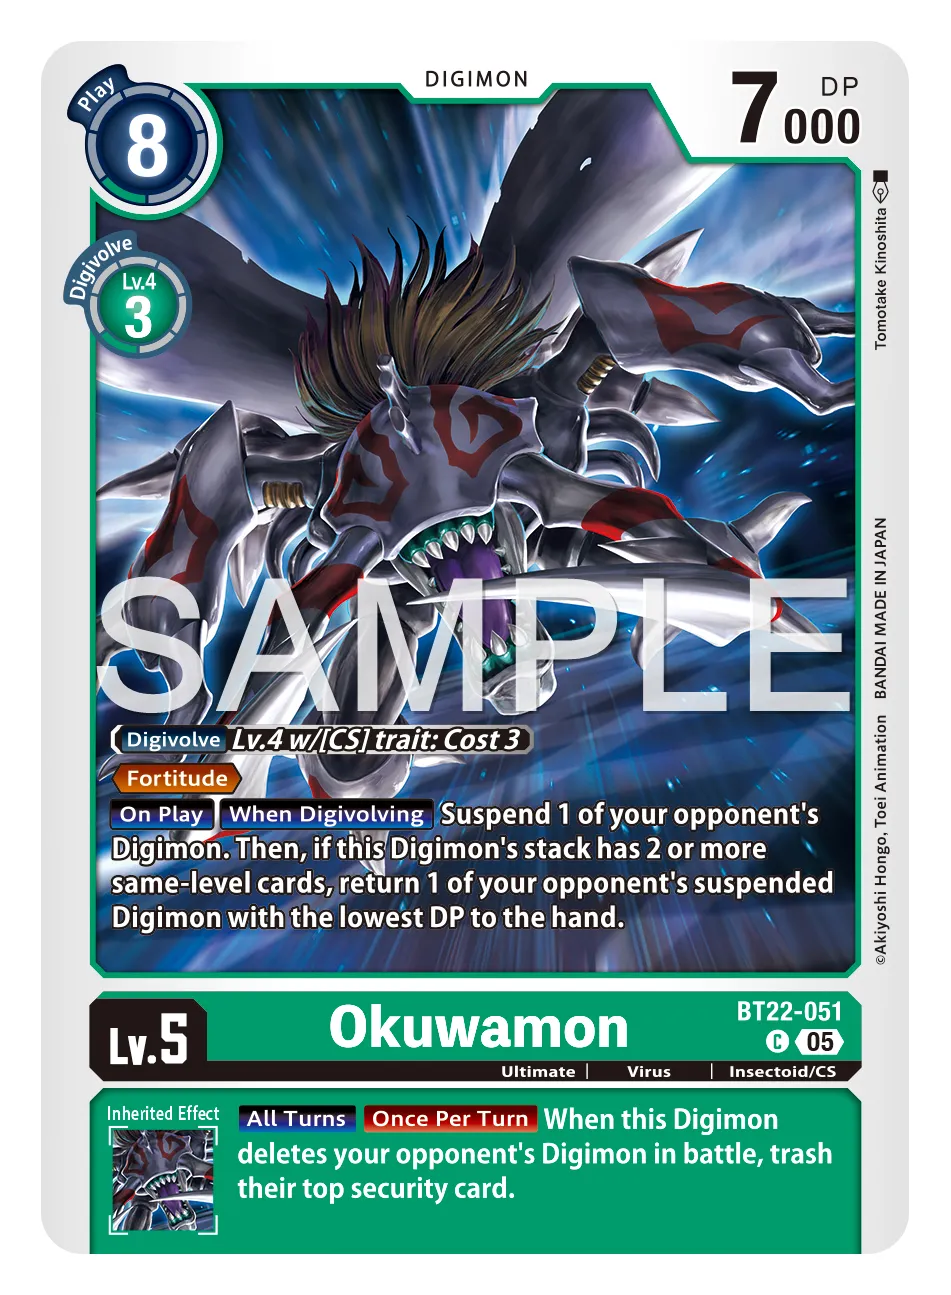 DIGIMON
Play
8
7000
DP
Digivolve
Lv.4
3
Tomotake Kinoshita
BANDAI MADE IN JAPAN
©Akiyoshi Hongo, Toei Animation
SAMPLE
Digivolve Lv.4 w/[CS] trait: Cost 3
Fortitude
On Play When Digivolving Suspend 1 of your opponent's
Digimon. Then, if this Digimon's stack has 2 or more
same-level cards, return 1 of your opponent's suspended
Digimon with the lowest DP to the hand.
Lv.5
Okuwamon
BT22-051
C 05
Ultimate | Virus | Insectoid/CS
Inherited Effect
All Turns Once Per Turn When this Digimon
deletes your opponent's Digimon in battle, trash
their top security card.